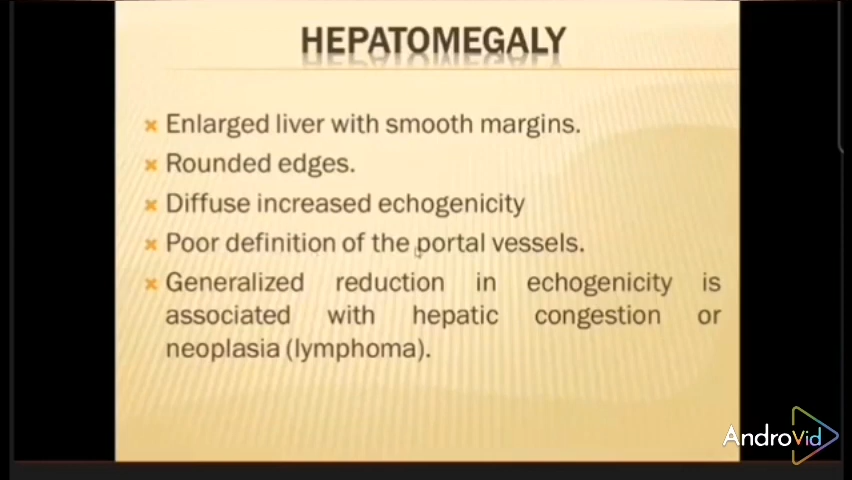 HEPATOMEGALY
Enlarged liver with smooth margins.
Rounded edges.
Diffuse increased echogenicity
Poor definition of the portal vessels.
Generalized reduction in echogenicity is
associated with hepatic congestion or
neoplasia (lymphoma).
AndroVid